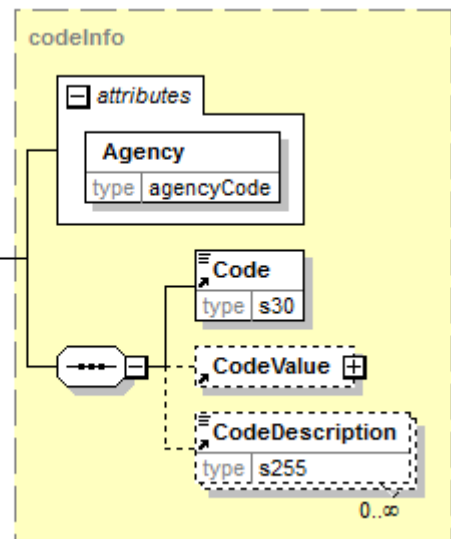 codeInfo
attributes
Agency
type agencyCode
Code
type s30
CodeValue
CodeDescription
type s255
0..∞